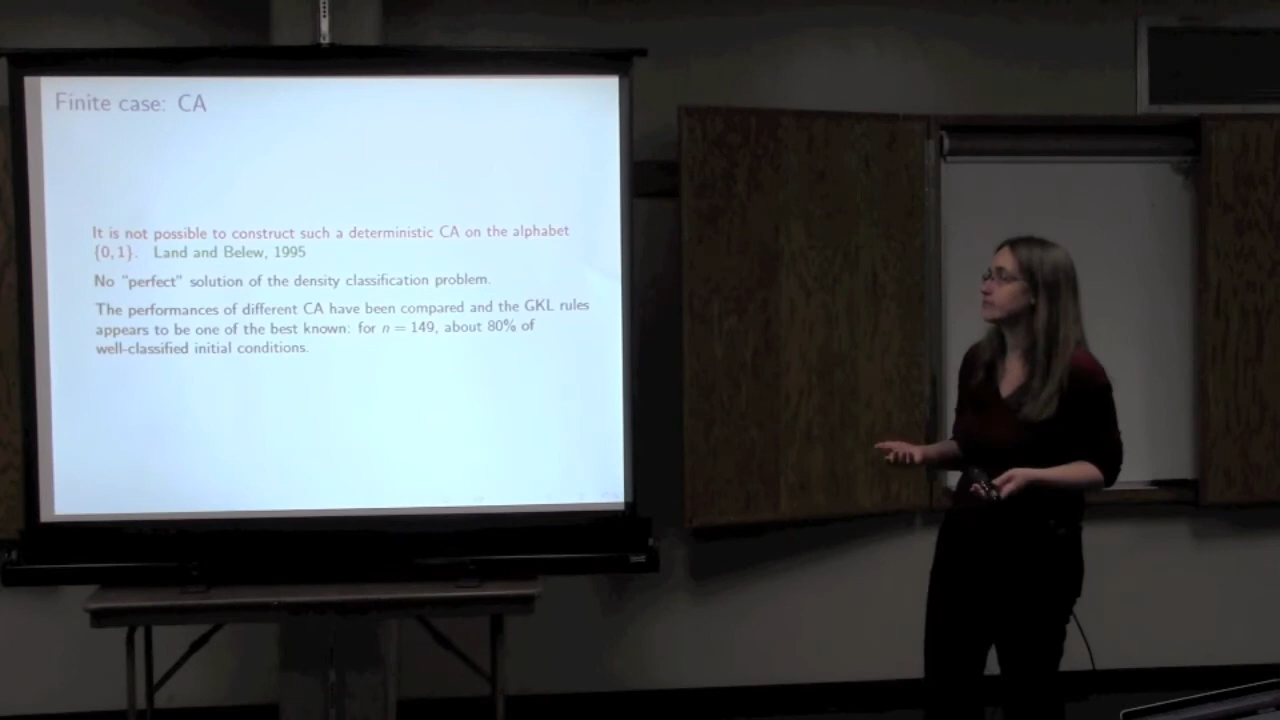 Finite case: CA
It is not possible to construct such a deterministic CA on the alphabet
{0, 1}. Land and Belew, 1995
No "perfect" solution of the density classification problem.
The performances of different CA have been compared and the GKL rules
appears to be one of the best known: for n = 149, about 80% of
well-classified initial conditions.